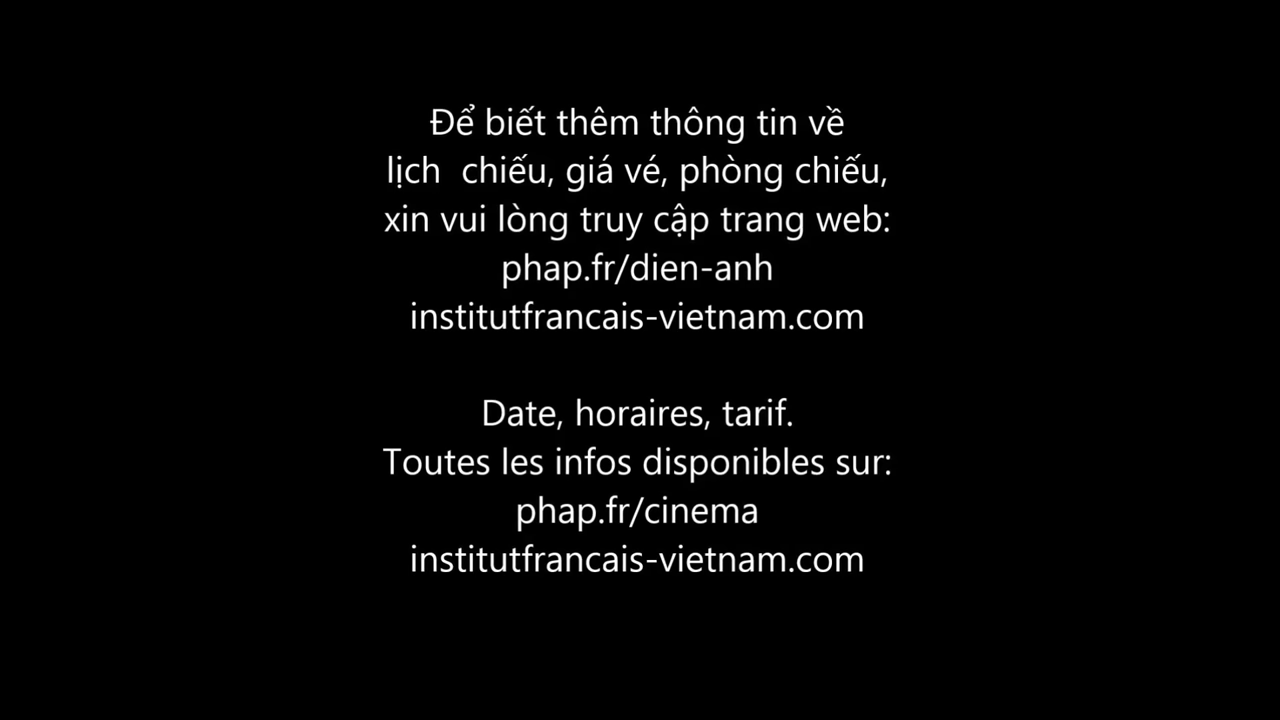 Để biết thêm thông tin về
lịch  chiếu, giá vé, phòng chiếu,
xin vui lòng truy cập trang web:
phap.fr/dien-anh
institutfrancais-vietnam.com
Date, horaires, tarif.
Toutes les infos disponibles sur:
phap.fr/cinema
institutfrancais-vietnam.com